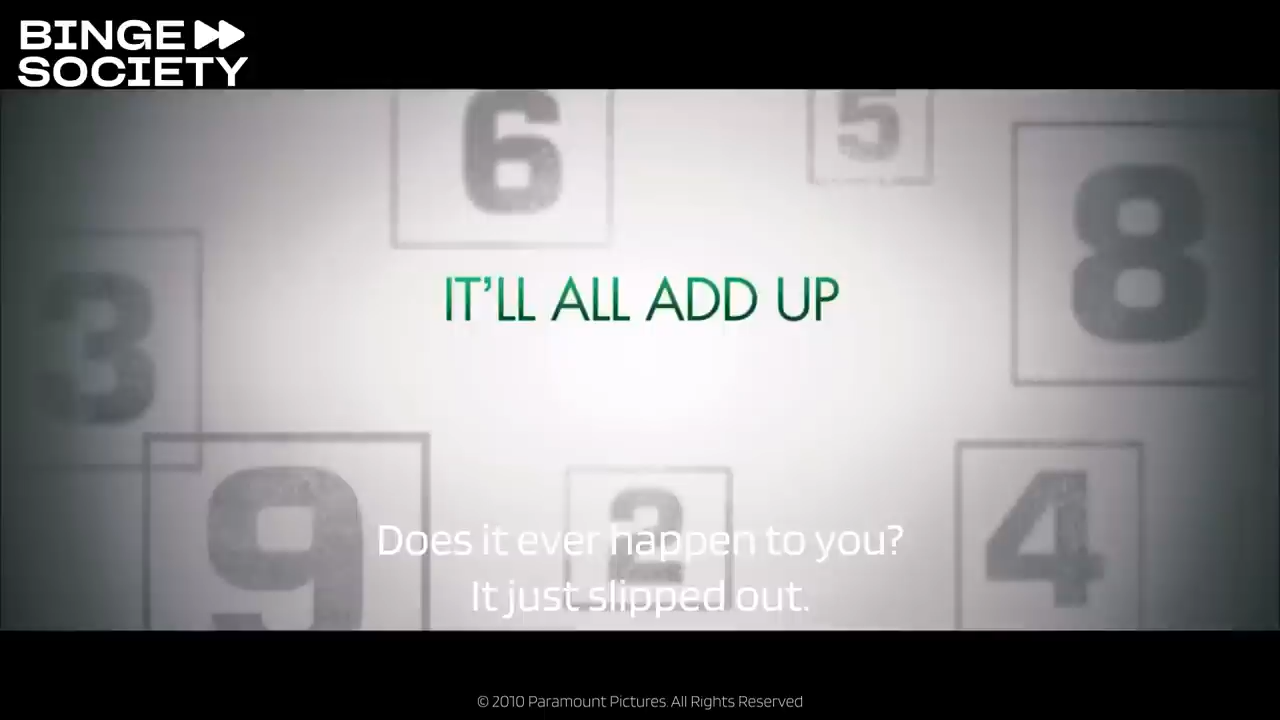 BINGE
SOCIETY
6
5
8
3
IT'LL ALL ADD UP
9
2
4
Does it ever happen to you?
It just slipped out.
© 2010 Paramount Pictures. All Rights Reserved